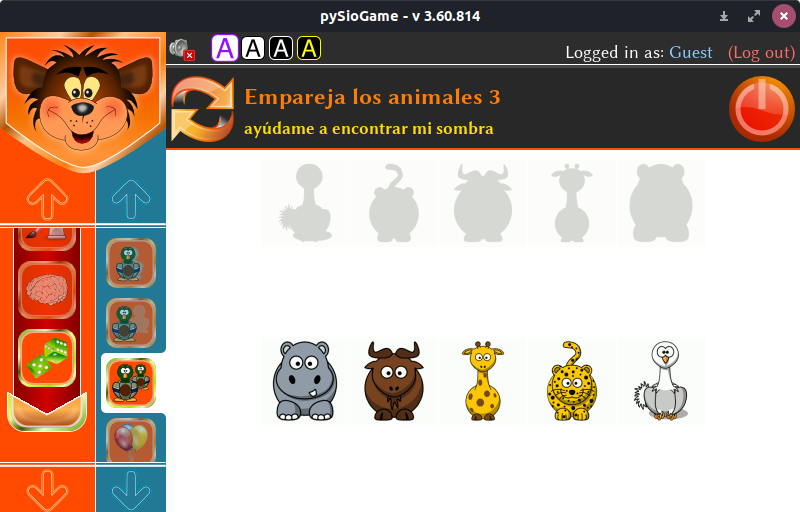 pySioGame - v 3.60.814
A A A A
Logged in as: Guest (Log out)
Empareja los animales 3
ayúdame a encontrar mi sombra